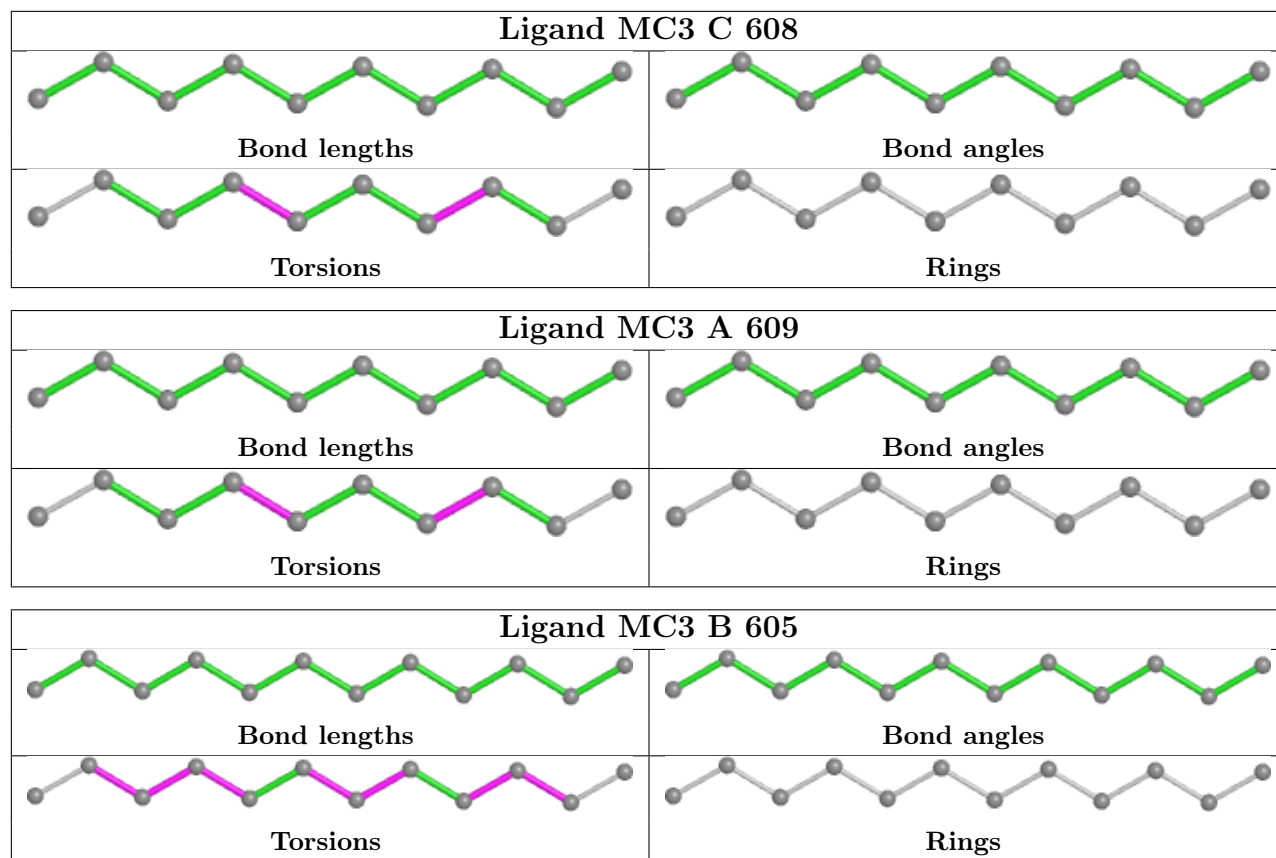 Ligand MC3 C 608
Bond lengths
Bond angles
Torsions
Rings
Ligand MC3 A 609
Bond lengths
Bond angles
Torsions
Rings
Ligand MC3 B 605
Bond lengths
Bond angles
Torsions
Rings